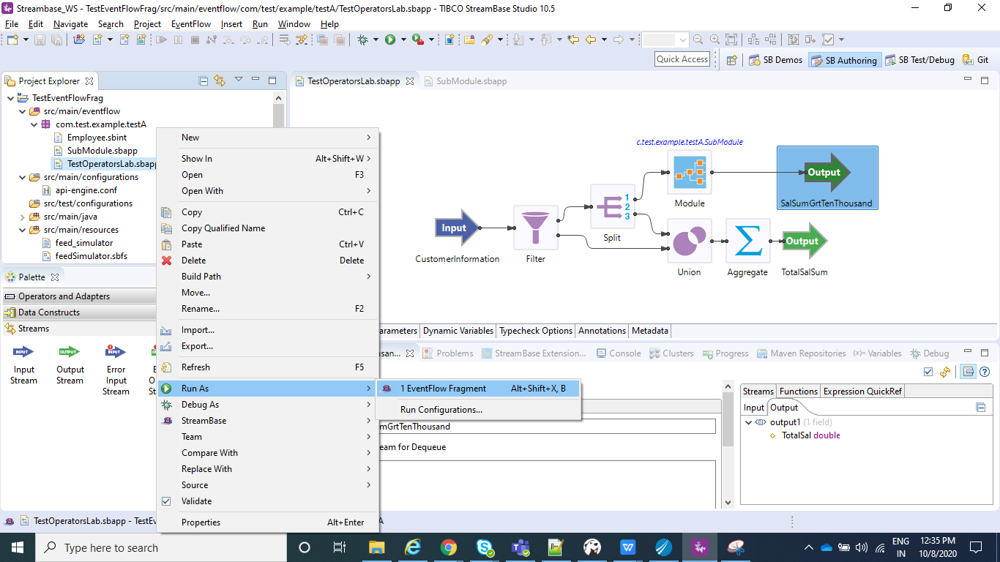 Streambase_WS - TestEventFlowFrag/src/main/eventflow/com/test/example/testA/TestOperatorsLab.sbapp - TIBCO StreamBase Studio 10.5
File Edit Navigate Search Project EventFlow Insert Run Window Help
Quick Access
SB Demos
SB Authoring
SB Test/Debug
Git
Project Explorer
TestEventFlowFrag
src/main/eventflow
com.test.example.testA
Employee.sbint
SubModule.sbapp
TestOperatorsLab.sbapp
src/main/configurations
api-engine.conf
src/test/configurations
src/main/java
src/main/resources
feed_simulator
feedSimulator.sbfs
Palette
Operators and Adapters
Data Constructs
Streams
INPUT
OUTPUT
INPUT
Input Stream
Output Stream
Error Input Stream
New
Show In Alt+Shift+W
Open F3
Open With
Copy Ctrl+C
Copy Qualified Name
Paste Ctrl+V
Delete Delete
Build Path
Move...
Rename... F2
Import...
Export...
Refresh F5
Run As
Debug As
StreamBase
Team
Compare With
Replace With
Source
Validate
Properties Alt+Enter
1 EventFlow Fragment Alt+Shift+X, B
Run Configurations...
TestOperatorsLab.sbapp
SubModule.sbapp
c.test.example.testA.SubModule
Input
CustomerInformation
Filter
1
2
3
Split
Module
Output
SalSumGrtTenThousand
Union
Aggregate
Output
TotalSalSum
arameters
Dynamic Variables
Typecheck Options
Annotations
Metadata
usan...
Problems
StreamBase Extension...
Console
Clusters
Progress
Maven Repositories
(x)= Variables
Debug
mGrtTenThousand
eam for Dequeue
Streams
Functions
Expression QuickRef
Input
Output
output1 (1 field)
TotalSal double
TestOperatorsLab.sbapp - TestEv
A
Type here to search
ENG
IN
12:35 PM
10/8/2020